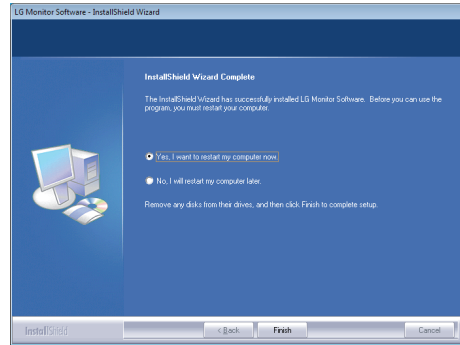 LG Monitor Software - InstallShield Wizard
InstallShield Wizard Complete
The InstallShield Wizard has successfully installed LG Monitor Software. Before you can use the
program, you must restart your computer.
Yes, I want to restart my computer now.
No, I will restart my computer later.
Remove any disks from their drives, and then click Finish to complete setup.
InstallShield
< Back
Finish
Cancel